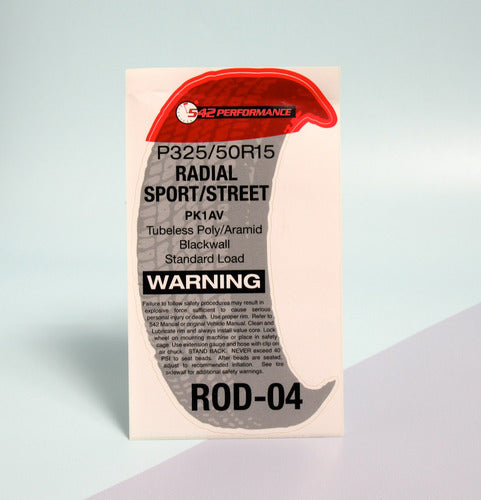 542 PERFORMANCE
P325/50R15
RADIAL
SPORT/STREET
PK1AV
Tubeless Poly/Aramid
Blackwall
Standard Load
WARNING
Failure to follow safety procedures may result in
explosive force sufficient to cause serious
personal injury or death. Use proper rim. Refer to
542 Manual or original Vehicle Manual. Clean and
Lubricate rim and always install value core. Lock
wheel on mourning machine or place in safety
cage. Use extension gauge and hose with clip on
air chuck. STAND BACK. NEVER exceed 40
PSI to seat beads. After beads are seated,
adjust to recommended inflation. See tire
sidewall for additional safety warnings.
ROD-04